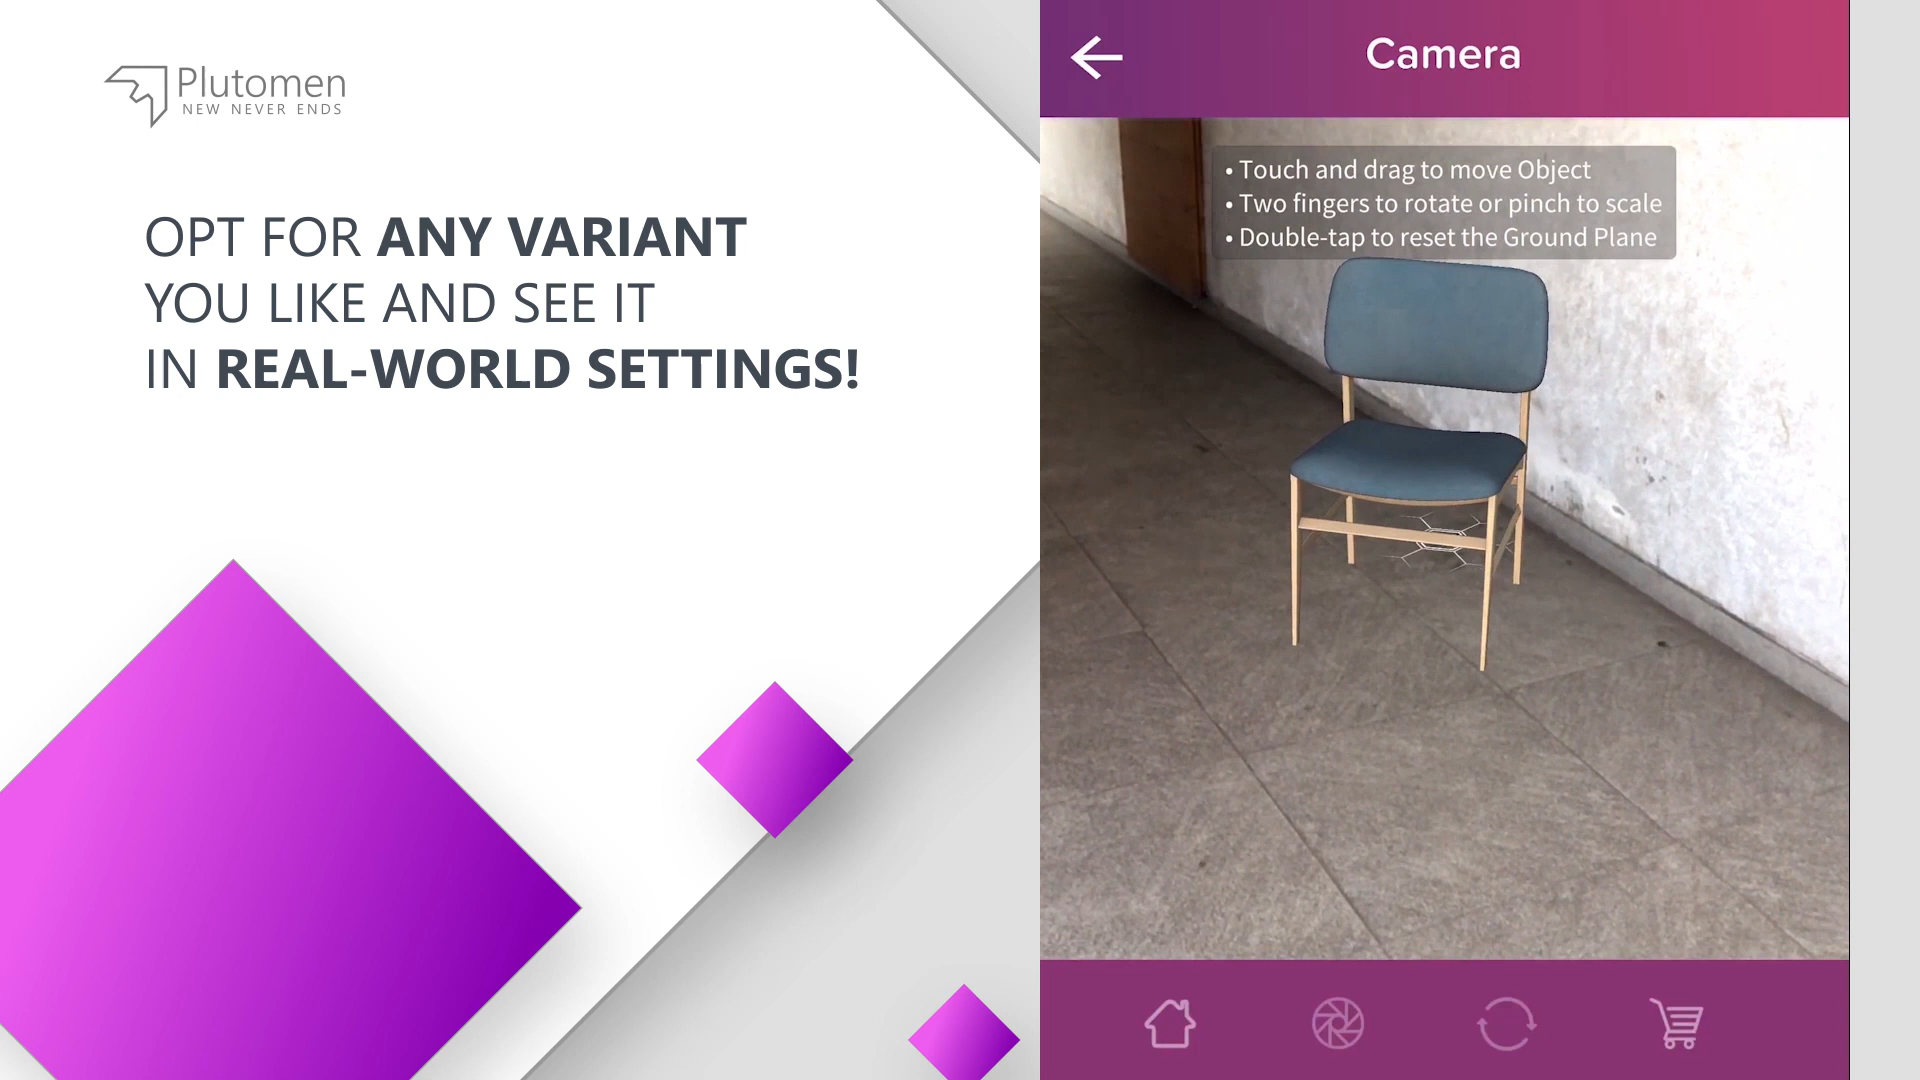 Plutomen
NEW NEVER ENDS
OPT FOR ANY VARIANT
YOU LIKE AND SEE IT
IN REAL-WORLD SETTINGS!
Camera
• Touch and drag to move Object
• Two fingers to rotate or pinch to scale
• Double-tap to reset the Ground Plane